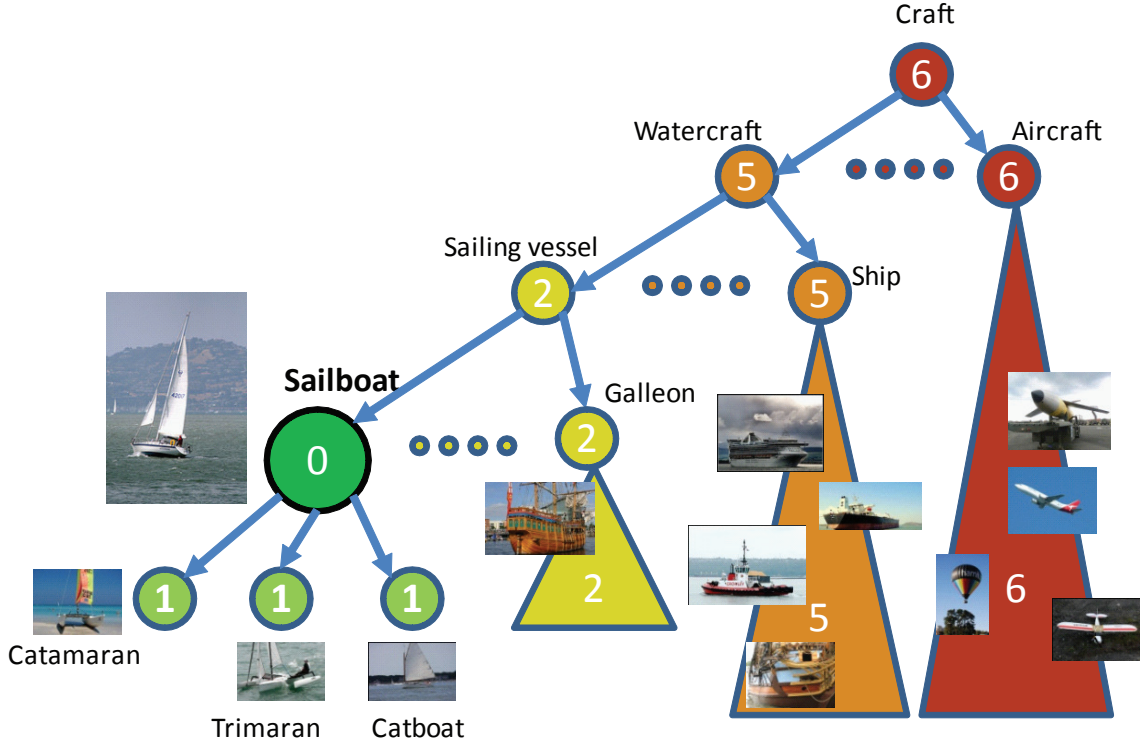 Craft
6
Watercraft
Aircraft
5
6
Sailing vessel
2
Ship
5
Sailboat
Galleon
0
2
2
5
6
1
1
1
Catamaran
Trimaran
Catboat